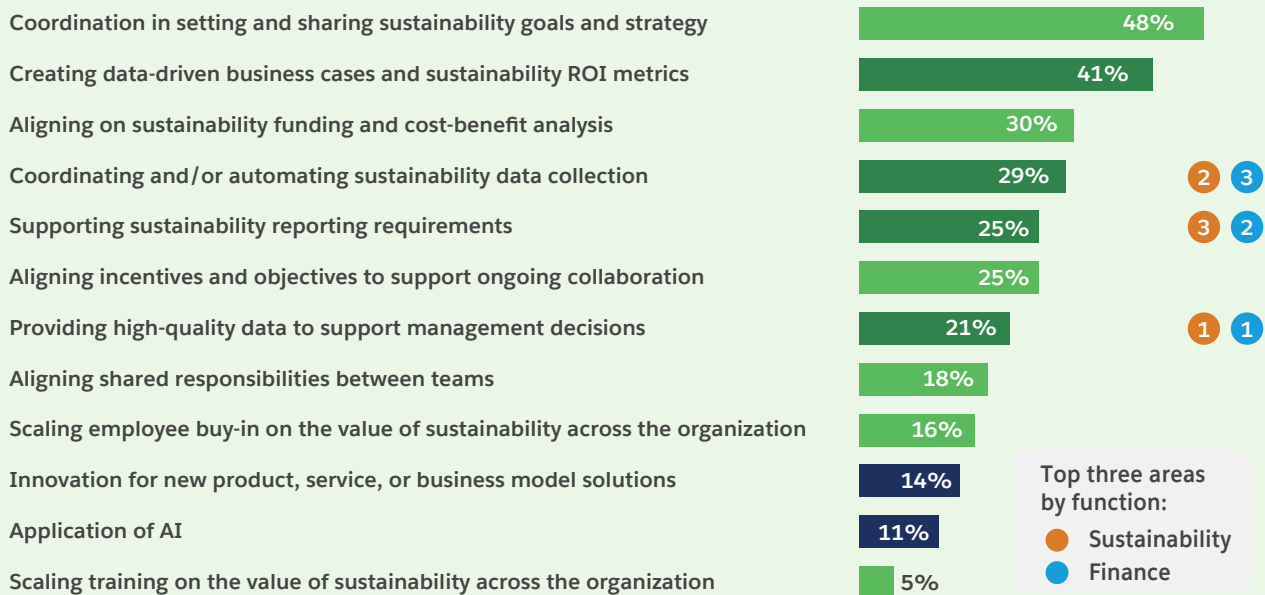 Coordination in setting and sharing sustainability goals and strategy 48%
Creating data-driven business cases and sustainability ROI metrics 41%
Aligning on sustainability funding and cost-benefit analysis 30%
Coordinating and/or automating sustainability data collection 29% 2 3
Supporting sustainability reporting requirements 25% 3 2
Aligning incentives and objectives to support ongoing collaboration 25%
Providing high-quality data to support management decisions 21% 1 1
Aligning shared responsibilities between teams 18%
Scaling employee buy-in on the value of sustainability across the organization 16%
Innovation for new product, service, or business model solutions 14%
Application of AI 11%
Scaling training on the value of sustainability across the organization 5%
Top three areas
by function:
Sustainability
Finance